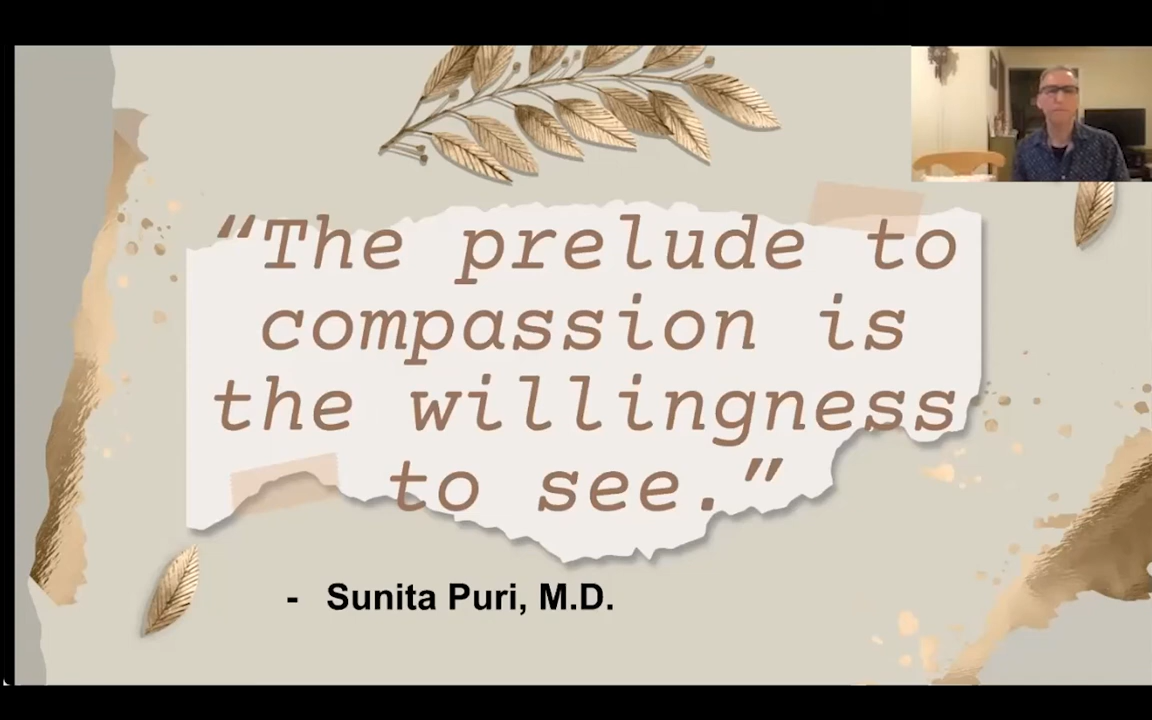 “The prelude to
compassion is
the willingness
to see.”
- Sunita Puri, M.D.